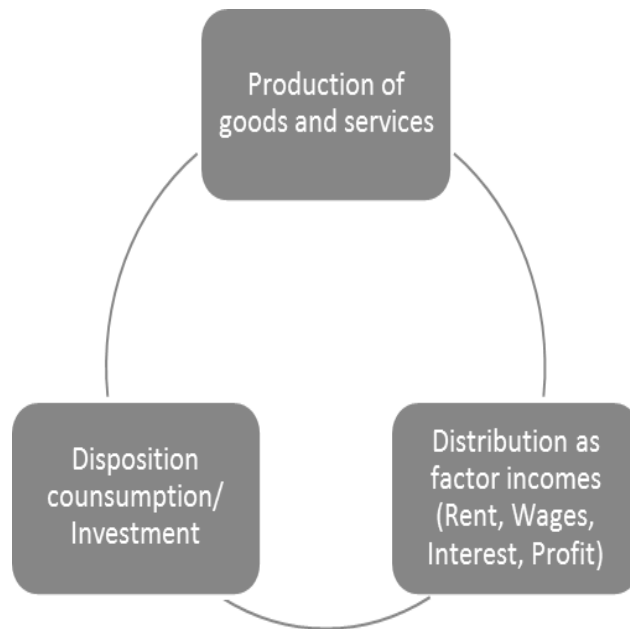 Production of
goods and services
Disposition
counsumption/
Investment
Distribution as
factor incomes
(Rent, Wages,
Interest, Profit)